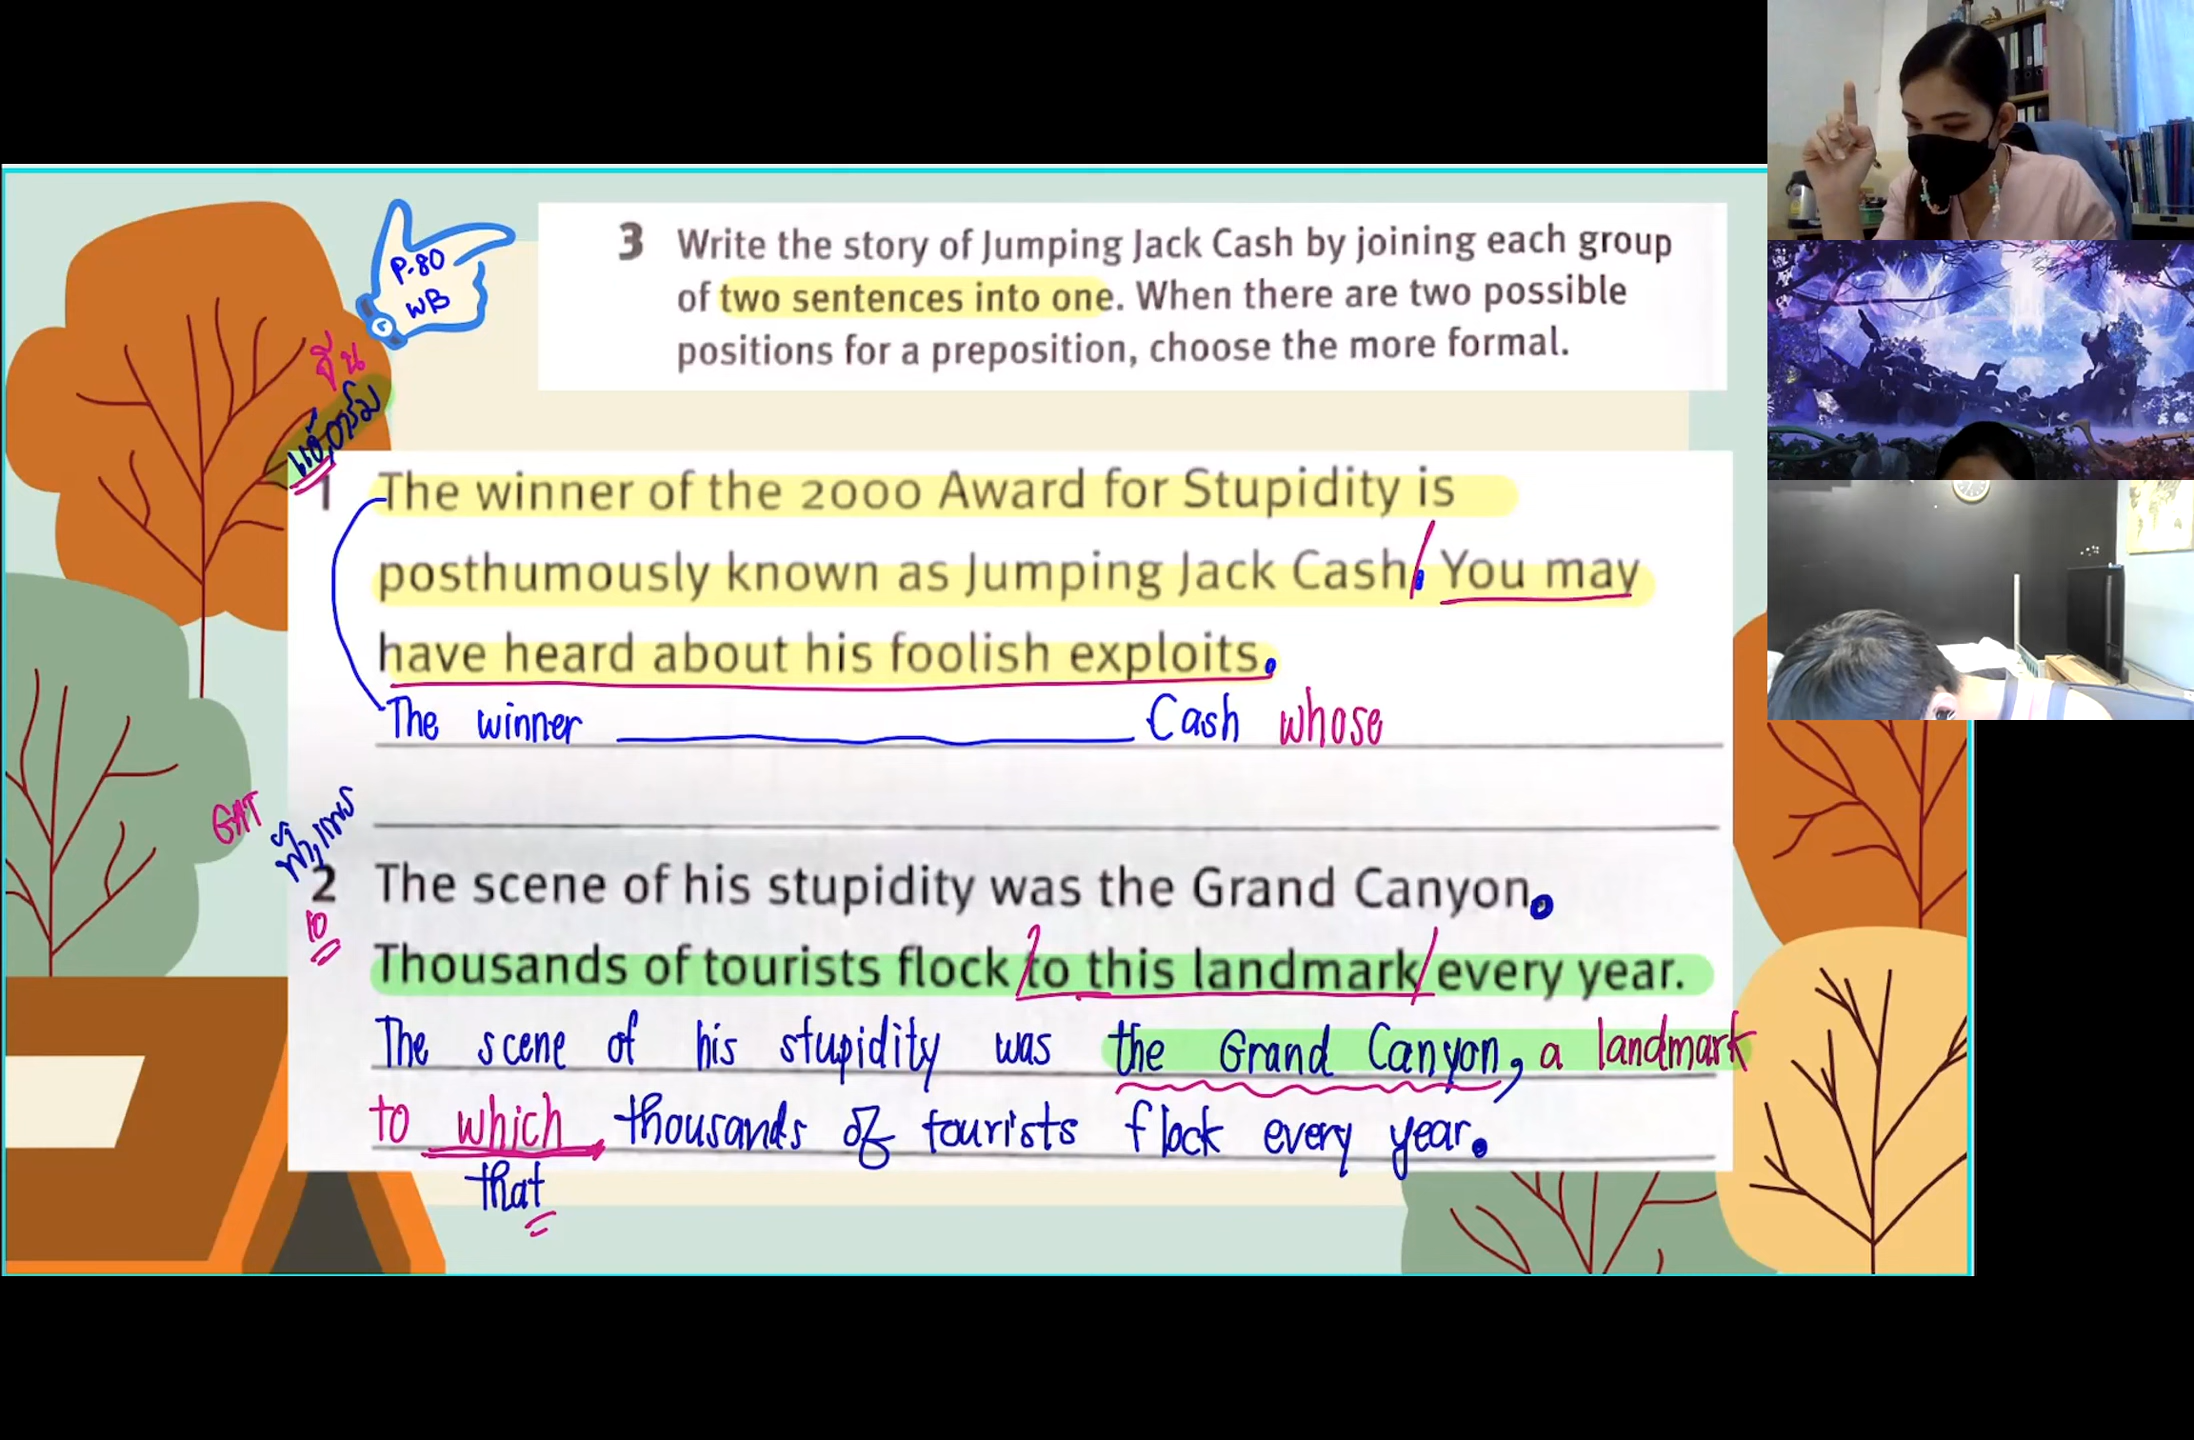 P.80
WB
3 Write the story of Jumping Jack Cash by joining each group
of two sentences into one. When there are two possible
positions for a preposition, choose the more formal.
จีน
1 The winner of the 2000 Award for Stupidity is
posthumously known as Jumping Jack Cash. You may
have heard about his foolish exploits.
The winner Cash whose
GAT
2 The scene of his stupidity was the Grand Canyon.
Thousands of tourists flock to this landmark every year.
The scene of his stupidity was the Grand Canyon, a landmark
to which thousands of tourists flock every year.
that